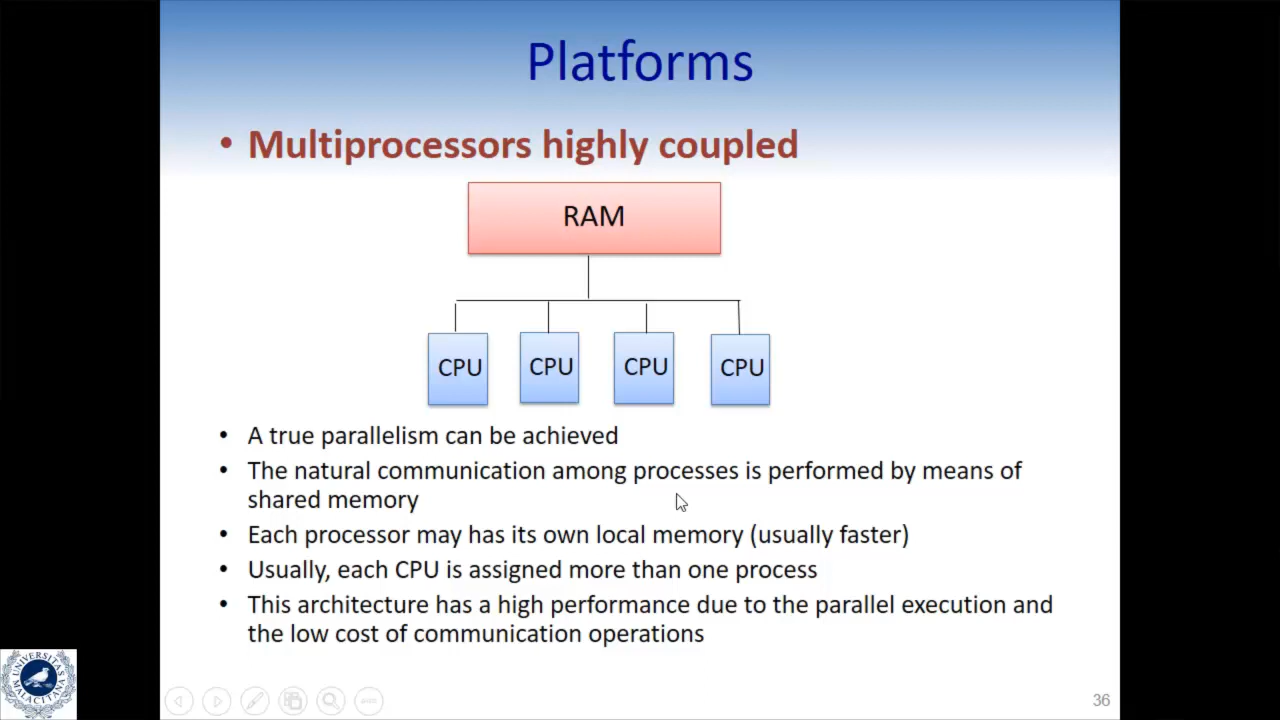 Platforms
• Multiprocessors highly coupled
RAM
CPU CPU CPU CPU
• A true parallelism can be achieved
• The natural communication among processes is performed by means of
shared memory
• Each processor may has its own local memory (usually faster)
• Usually, each CPU is assigned more than one process
• This architecture has a high performance due to the parallel execution and
the low cost of communication operations
UNIVERSITAS
MALACITANA
36